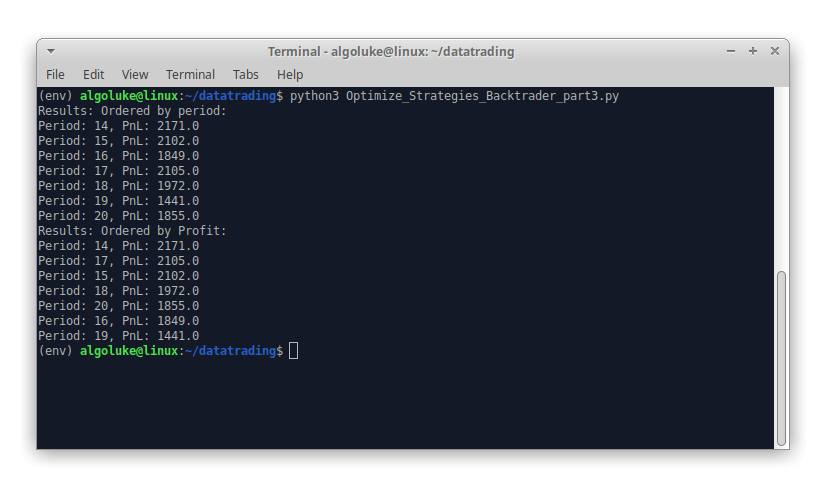 Terminal - algoluke@linux: ~/datatrading
File Edit View Terminal Tabs Help
(env) algoluke@linux:~/datatrading$ python3 Optimize_Strategies_Backtrader_part3.py
Results: Ordered by period:
Period: 14, PnL: 2171.0
Period: 15, PnL: 2102.0
Period: 16, PnL: 1849.0
Period: 17, PnL: 2105.0
Period: 18, PnL: 1972.0
Period: 19, PnL: 1441.0
Period: 20, PnL: 1855.0
Results: Ordered by Profit:
Period: 14, PnL: 2171.0
Period: 17, PnL: 2105.0
Period: 15, PnL: 2102.0
Period: 18, PnL: 1972.0
Period: 20, PnL: 1855.0
Period: 16, PnL: 1849.0
Period: 19, PnL: 1441.0
(env) algoluke@linux:~/datatrading$